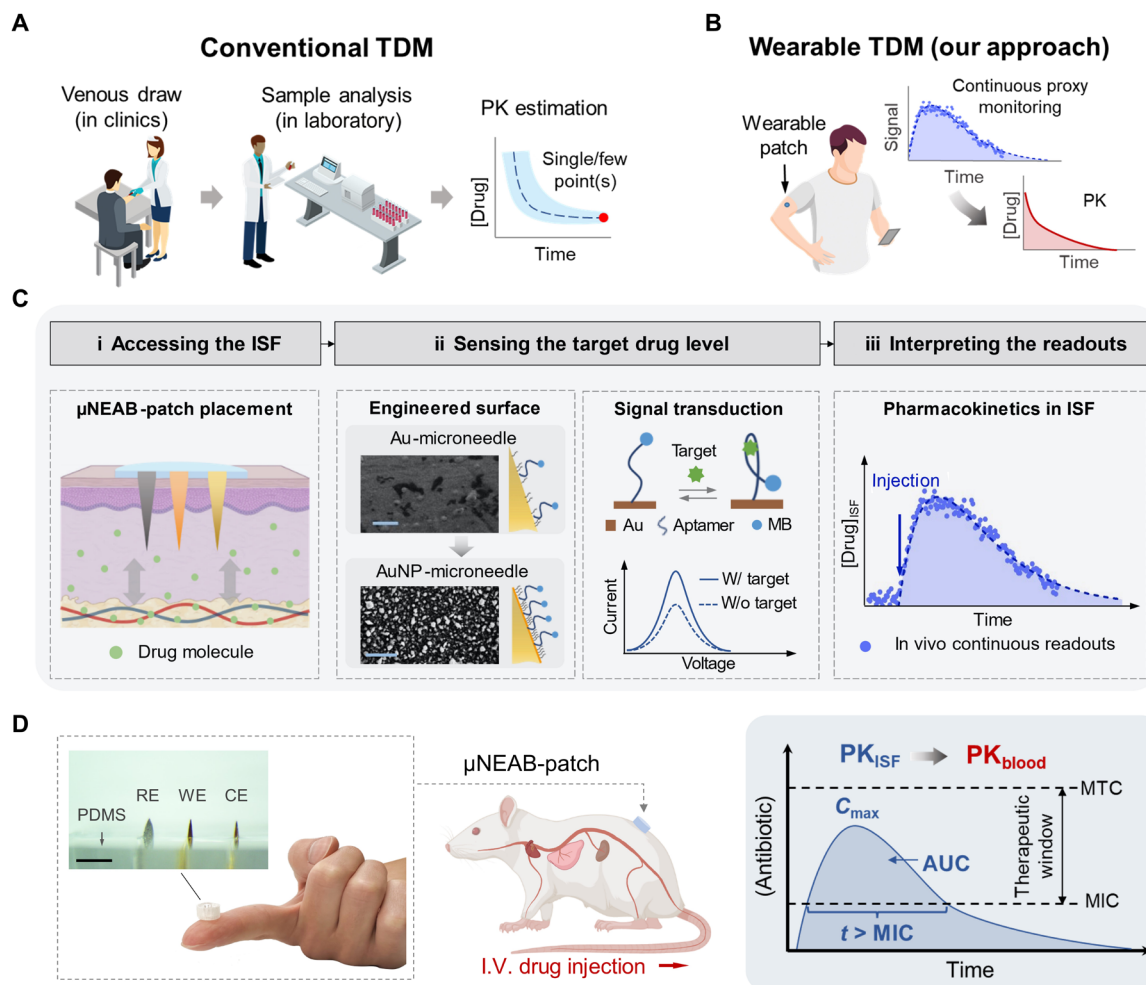 A
Conventional TDM
Venous draw
(in clinics)
Sample analysis
(in laboratory)
PK estimation
Single/few
point(s)
[Drug]
Time
B
Wearable TDM (our approach)
Wearable
patch
Continuous proxy
monitoring
Signal
Time
PK
[Drug]
Time
C
i Accessing the ISF
ii Sensing the target drug level
iii Interpreting the readouts
µNEAB-patch placement
Drug molecule
Engineered surface
Au-microneedle
AuNP-microneedle
Signal transduction
Target
Au
Aptamer
MB
Current
W/ target
W/o target
Voltage
Pharmacokinetics in ISF
Injection
[Drug]ISF
Time
In vivo continuous readouts
D
PDMS
RE
WE
CE
µNEAB-patch
I.V. drug injection
PKISF
PKblood
MTC
Cmax
AUC
Therapeutic
window
MIC
t > MIC
(Antibiotic)
Time